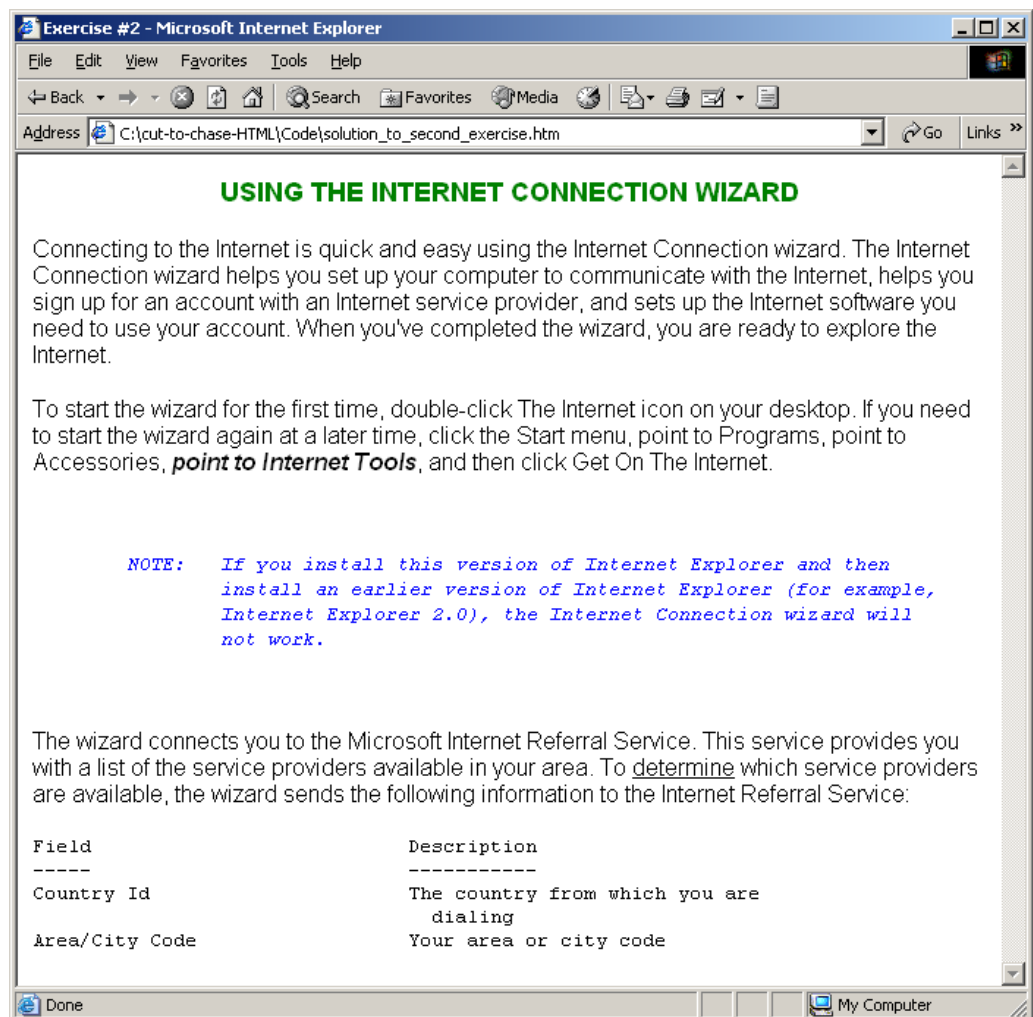 Exercise #2 - Microsoft Internet Explorer
File Edit View Favorites Tools Help
Back Search Favorites Media
Address C:\cut-to-chase-HTML\Code\solution_to_second_exercise.htm Go Links »
USING THE INTERNET CONNECTION WIZARD
Connecting to the Internet is quick and easy using the Internet Connection wizard. The Internet
Connection wizard helps you set up your computer to communicate with the Internet, helps you
sign up for an account with an Internet service provider, and sets up the Internet software you
need to use your account. When you've completed the wizard, you are ready to explore the
Internet.
To start the wizard for the first time, double-click The Internet icon on your desktop. If you need
to start the wizard again at a later time, click the Start menu, point to Programs, point to
Accessories, point to Internet Tools, and then click Get On The Internet.
NOTE: If you install this version of Internet Explorer and then
install an earlier version of Internet Explorer (for example,
Internet Explorer 2.0), the Internet Connection wizard will
not work.
The wizard connects you to the Microsoft Internet Referral Service. This service provides you
with a list of the service providers available in your area. To determine which service providers
are available, the wizard sends the following information to the Internet Referral Service:
Field Description
----- -----------
Country Id The country from which you are
dialing
Area/City Code Your area or city code
Done My Computer